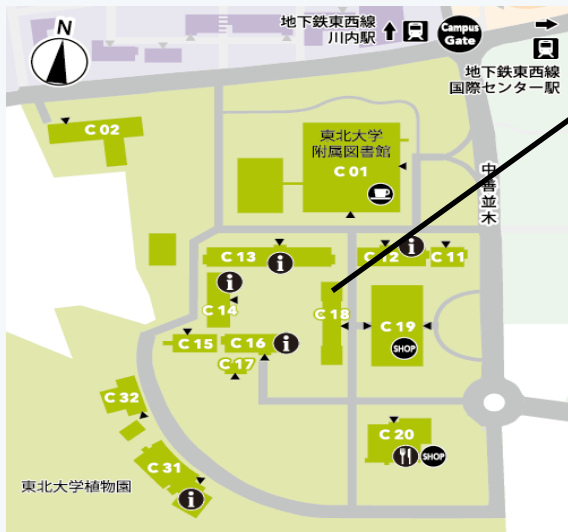 N
地下鉄東西線
川内駅
Campus
Gate
地下鉄東西線
国際センター駅
C 02
東北大学
附属図書館
C 01
中善並木
C 13
C 12
C 11
C 14
C 18
C 19
SHOP
C 15
C 16
C 17
C 32
C 20
SHOP
C 31
東北大学植物園